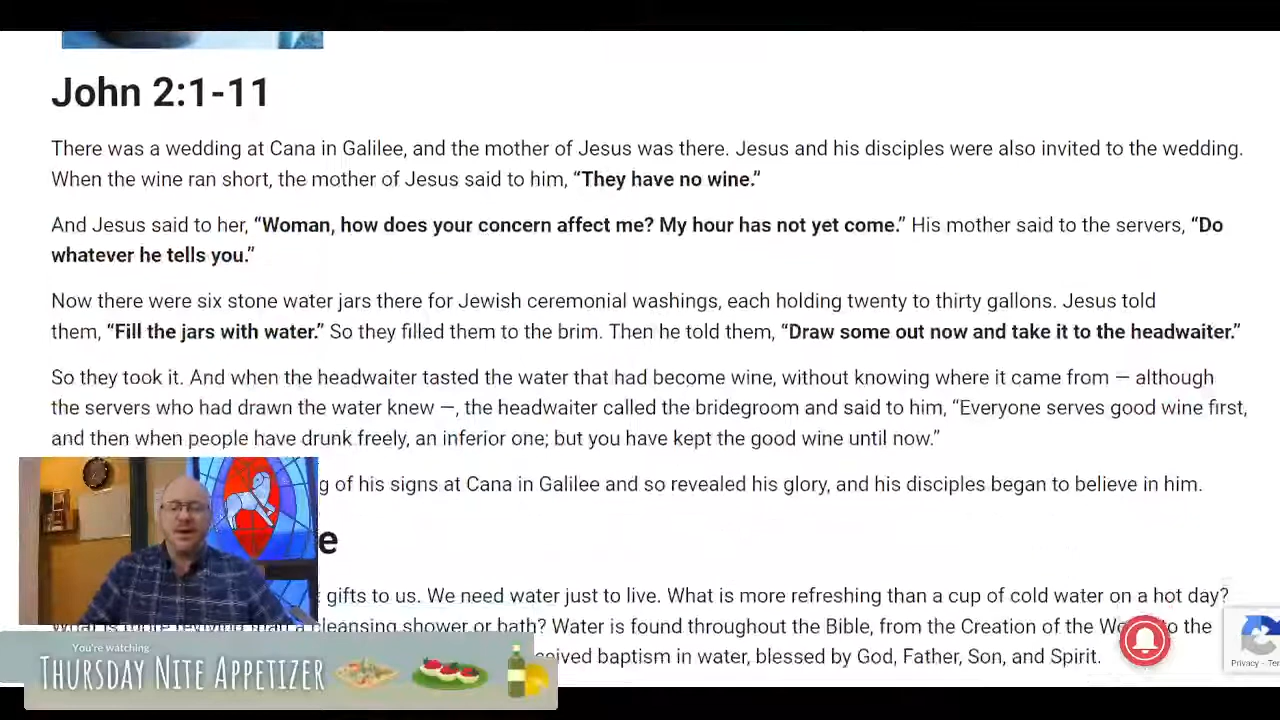 John 2:1-11
There was a wedding at Cana in Galilee, and the mother of Jesus was there. Jesus and his disciples were also invited to the wedding.
When the wine ran short, the mother of Jesus said to him, “They have no wine.”
And Jesus said to her, “Woman, how does your concern affect me? My hour has not yet come.” His mother said to the servers, “Do
whatever he tells you.”
Now there were six stone water jars there for Jewish ceremonial washings, each holding twenty to thirty gallons. Jesus told
them, “Fill the jars with water.” So they filled them to the brim. Then he told them, “Draw some out now and take it to the headwaiter.”
So they took it. And when the headwaiter tasted the water that had become wine, without knowing where it came from — although
the servers who had drawn the water knew —, the headwaiter called the bridegroom and said to him, “Everyone serves good wine first,
and then when people have drunk freely, an inferior one; but you have kept the good wine until now.”
g of his signs at Cana in Galilee and so revealed his glory, and his disciples began to believe in him.
e
gifts to us. We need water just to live. What is more refreshing than a cup of cold water on a hot day?
cleansing shower or bath? Water is found throughout the Bible, from the Creation of the the
baptism in water, blessed by God, Father, Son, and Spirit.
Privacy -
You're watching
THURSDAY NITE APPETIZER